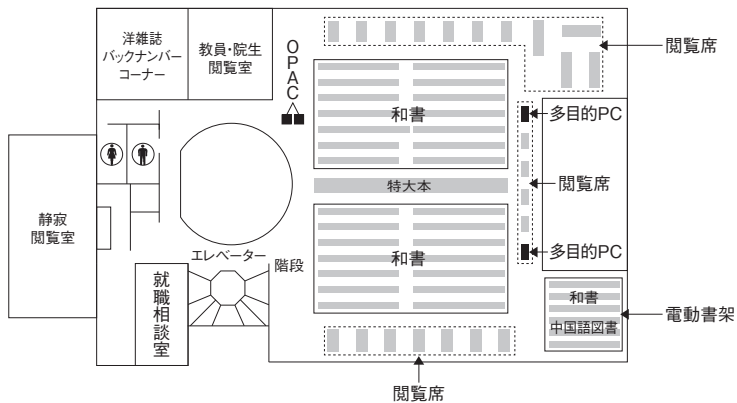 洋雑誌
バックナンバー
コーナー
教員・院生
閲覧室
OPAC
閲覧席
和書
多目的PC
特大本
閲覧席
静寂
閲覧室
エレベーター
階段
和書
多目的PC
就職相談室
和書
中国語図書
電動書架
閲覧席